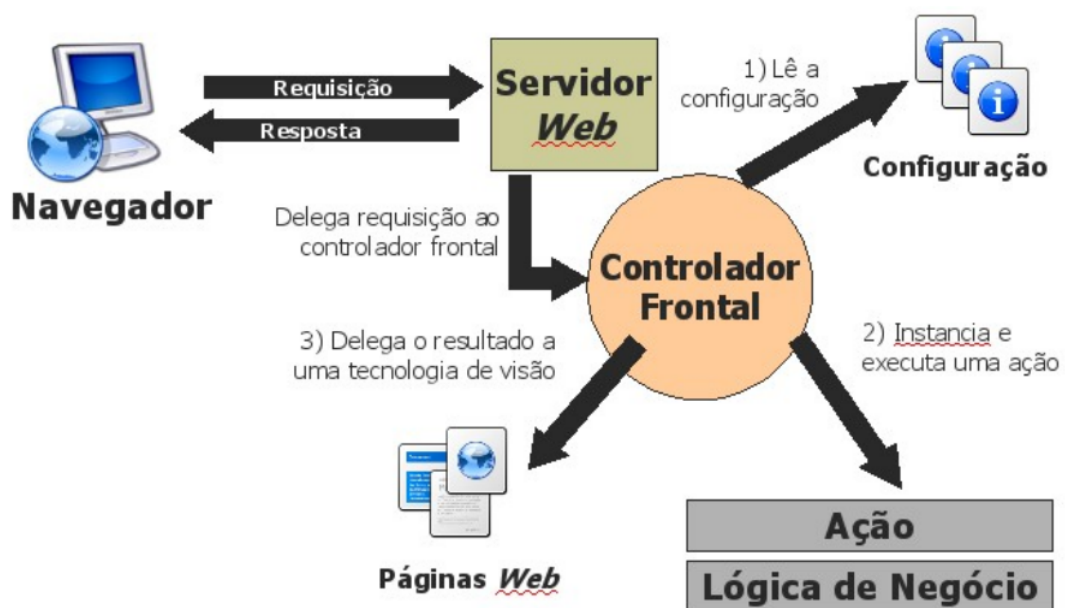 Requisição
Resposta
Navegador
Servidor
Web
1) Lê a
configuração
Configuração
Delega requisição ao
controlador frontal
Controlador
Frontal
3) Delega o resultado a
uma tecnologia de visão
2) Instancia e
executa uma ação
Páginas Web
Ação
Lógica de Negócio